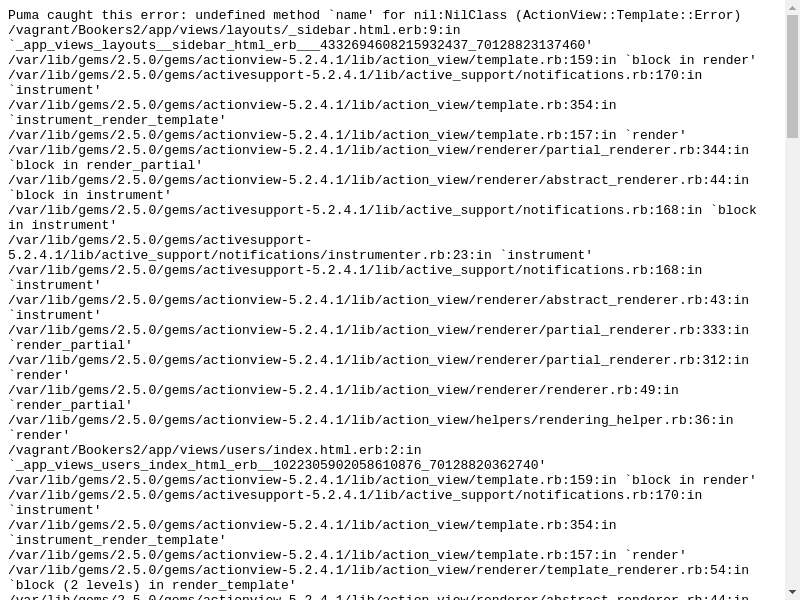 Puma caught this error: undefined method `name' for nil:NilClass (ActionView::Template::Error)
/vagrant/Bookers2/app/views/layouts/_sidebar.html.erb:9:in
`_app_views_layouts__sidebar_html_erb___4332694608215932437_70128823137460'
/var/lib/gems/2.5.0/gems/actionview-5.2.4.1/lib/action_view/template.rb:159:in `block in render'
/var/lib/gems/2.5.0/gems/activesupport-5.2.4.1/lib/active_support/notifications.rb:170:in
`instrument'
/var/lib/gems/2.5.0/gems/actionview-5.2.4.1/lib/action_view/template.rb:354:in
`instrument_render_template'
/var/lib/gems/2.5.0/gems/actionview-5.2.4.1/lib/action_view/template.rb:157:in `render'
/var/lib/gems/2.5.0/gems/actionview-5.2.4.1/lib/action_view/renderer/partial_renderer.rb:344:in
`block in render_partial'
/var/lib/gems/2.5.0/gems/actionview-5.2.4.1/lib/action_view/renderer/abstract_renderer.rb:44:in
`block in instrument'
/var/lib/gems/2.5.0/gems/activesupport-5.2.4.1/lib/active_support/notifications.rb:168:in `block
in instrument'
/var/lib/gems/2.5.0/gems/activesupport-
5.2.4.1/lib/active_support/notifications/instrumenter.rb:23:in `instrument'
/var/lib/gems/2.5.0/gems/activesupport-5.2.4.1/lib/active_support/notifications.rb:168:in
`instrument'
/var/lib/gems/2.5.0/gems/actionview-5.2.4.1/lib/action_view/renderer/abstract_renderer.rb:43:in
`instrument'
/var/lib/gems/2.5.0/gems/actionview-5.2.4.1/lib/action_view/renderer/partial_renderer.rb:333:in
`render_partial'
/var/lib/gems/2.5.0/gems/actionview-5.2.4.1/lib/action_view/renderer/partial_renderer.rb:312:in
`render'
/var/lib/gems/2.5.0/gems/actionview-5.2.4.1/lib/action_view/renderer/renderer.rb:49:in
`render_partial'
/var/lib/gems/2.5.0/gems/actionview-5.2.4.1/lib/action_view/helpers/rendering_helper.rb:36:in
`render'
/vagrant/Bookers2/app/views/users/index.html.erb:2:in
`_app_views_users_index_html_erb__1022305902058610876_70128820362740'
/var/lib/gems/2.5.0/gems/actionview-5.2.4.1/lib/action_view/template.rb:159:in `block in render'
/var/lib/gems/2.5.0/gems/activesupport-5.2.4.1/lib/active_support/notifications.rb:170:in
`instrument'
/var/lib/gems/2.5.0/gems/actionview-5.2.4.1/lib/action_view/template.rb:354:in
`instrument_render_template'
/var/lib/gems/2.5.0/gems/actionview-5.2.4.1/lib/action_view/template.rb:157:in `render'
/var/lib/gems/2.5.0/gems/actionview-5.2.4.1/lib/action_view/renderer/template_renderer.rb:54:in
`block (2 levels) in render_template'
/var/lib/gems/2.5.0/gems/actionview-5.2.4.1/lib/action_view/renderer/abstract_renderer.rb:44:in